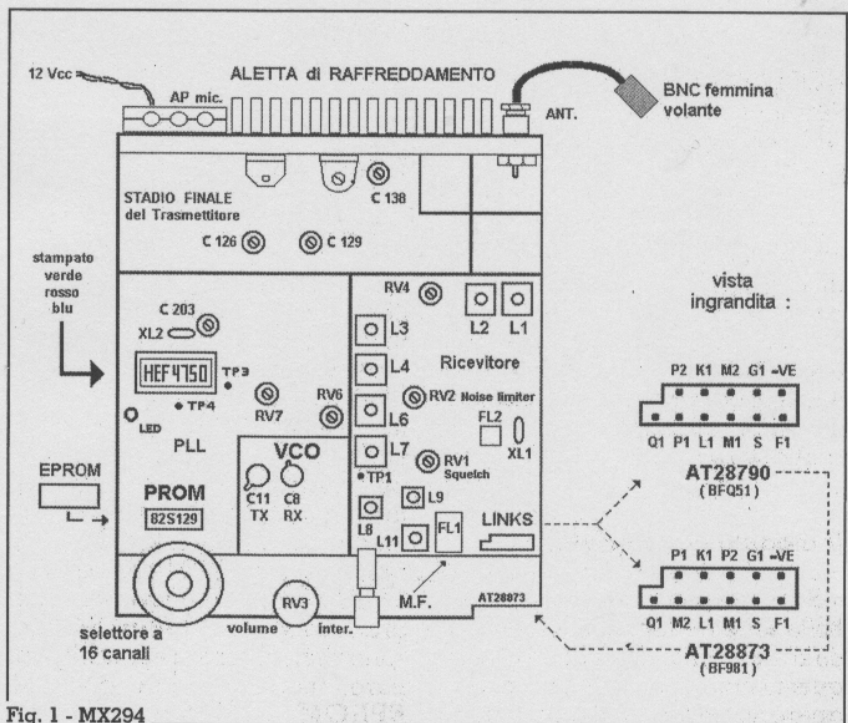 12 Vcc
AP mic.
ALETTA di RAFFREDDAMENTO
ANT.
BNC femmina
volante
STADIO FINALE
del Trasmettitore
C 138
C 126
C 129
stampato
verde
rosso
blu
C 203
XL2
HEF4750
TP3
TP4
LED
RV7
RV6
PLL
EPROM
PROM
82S129
VCO
C11
TX
C8
RX
RV4
L2
L1
L3
L4
L6
L7
Ricevitore
RV2 Noise limiter
FL2
XL1
RV1
Squelch
TP1
L9
L8
L11
FL1
LINKS
M.F.
AT28873
selettore a
16 canali
volume
RV3
inter.
vista
ingrandita :
P2 K1 M2 G1 -VE
Q1 P1 L1 M1 S F1
AT28790
( BFQ51 )
P1 K1 P2 G1 -VE
Q1 M2 L1 M1 S F1
AT28873
( BF981 )
Fig. 1 - MX294